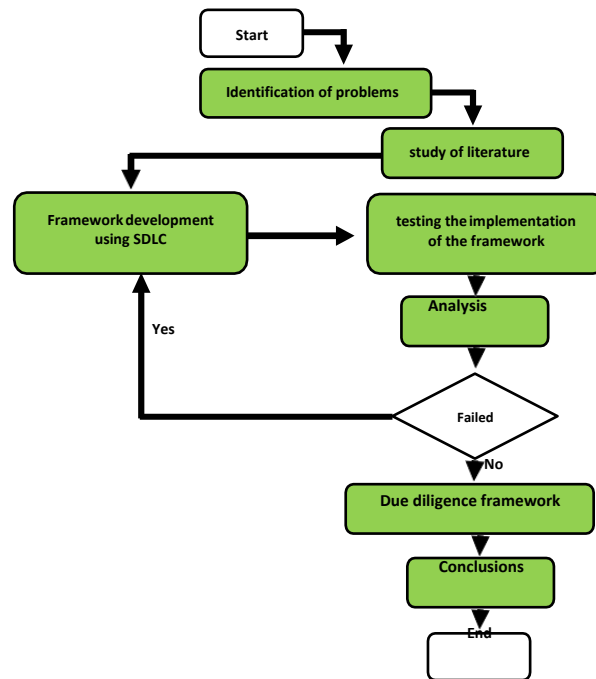 Start
Identification of problems
study of literature
Framework development
using SDLC
testing the implementation
of the framework
Analysis
Yes
Failed
No
Due diligence framework
Conclusions
End